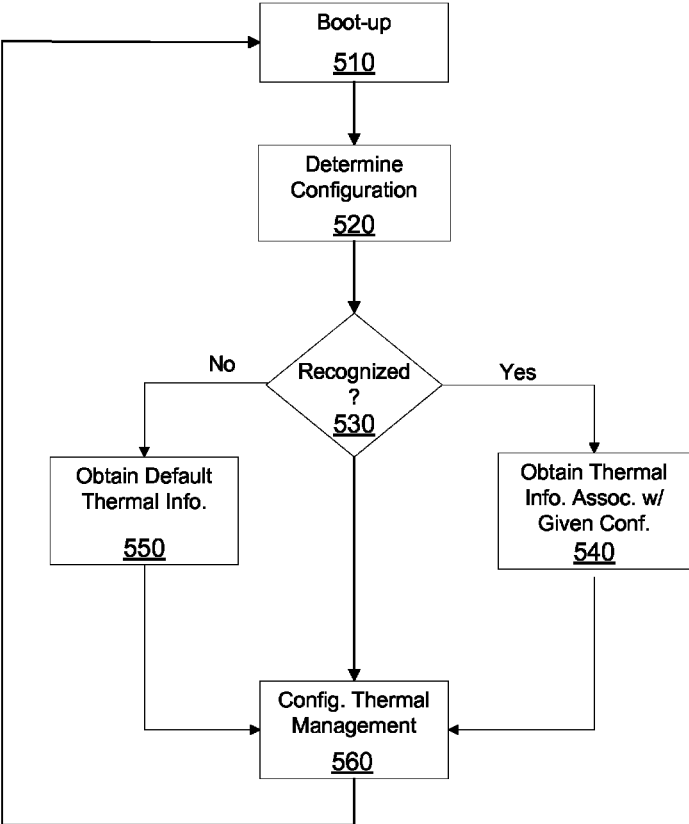 Boot-up
510
Determine
Configuration
520
No
Recognized
?
530
Yes
Obtain Default
Thermal Info.
550
Obtain Thermal
Info. Assoc. w/
Given Conf.
540
Config. Thermal
Management
560